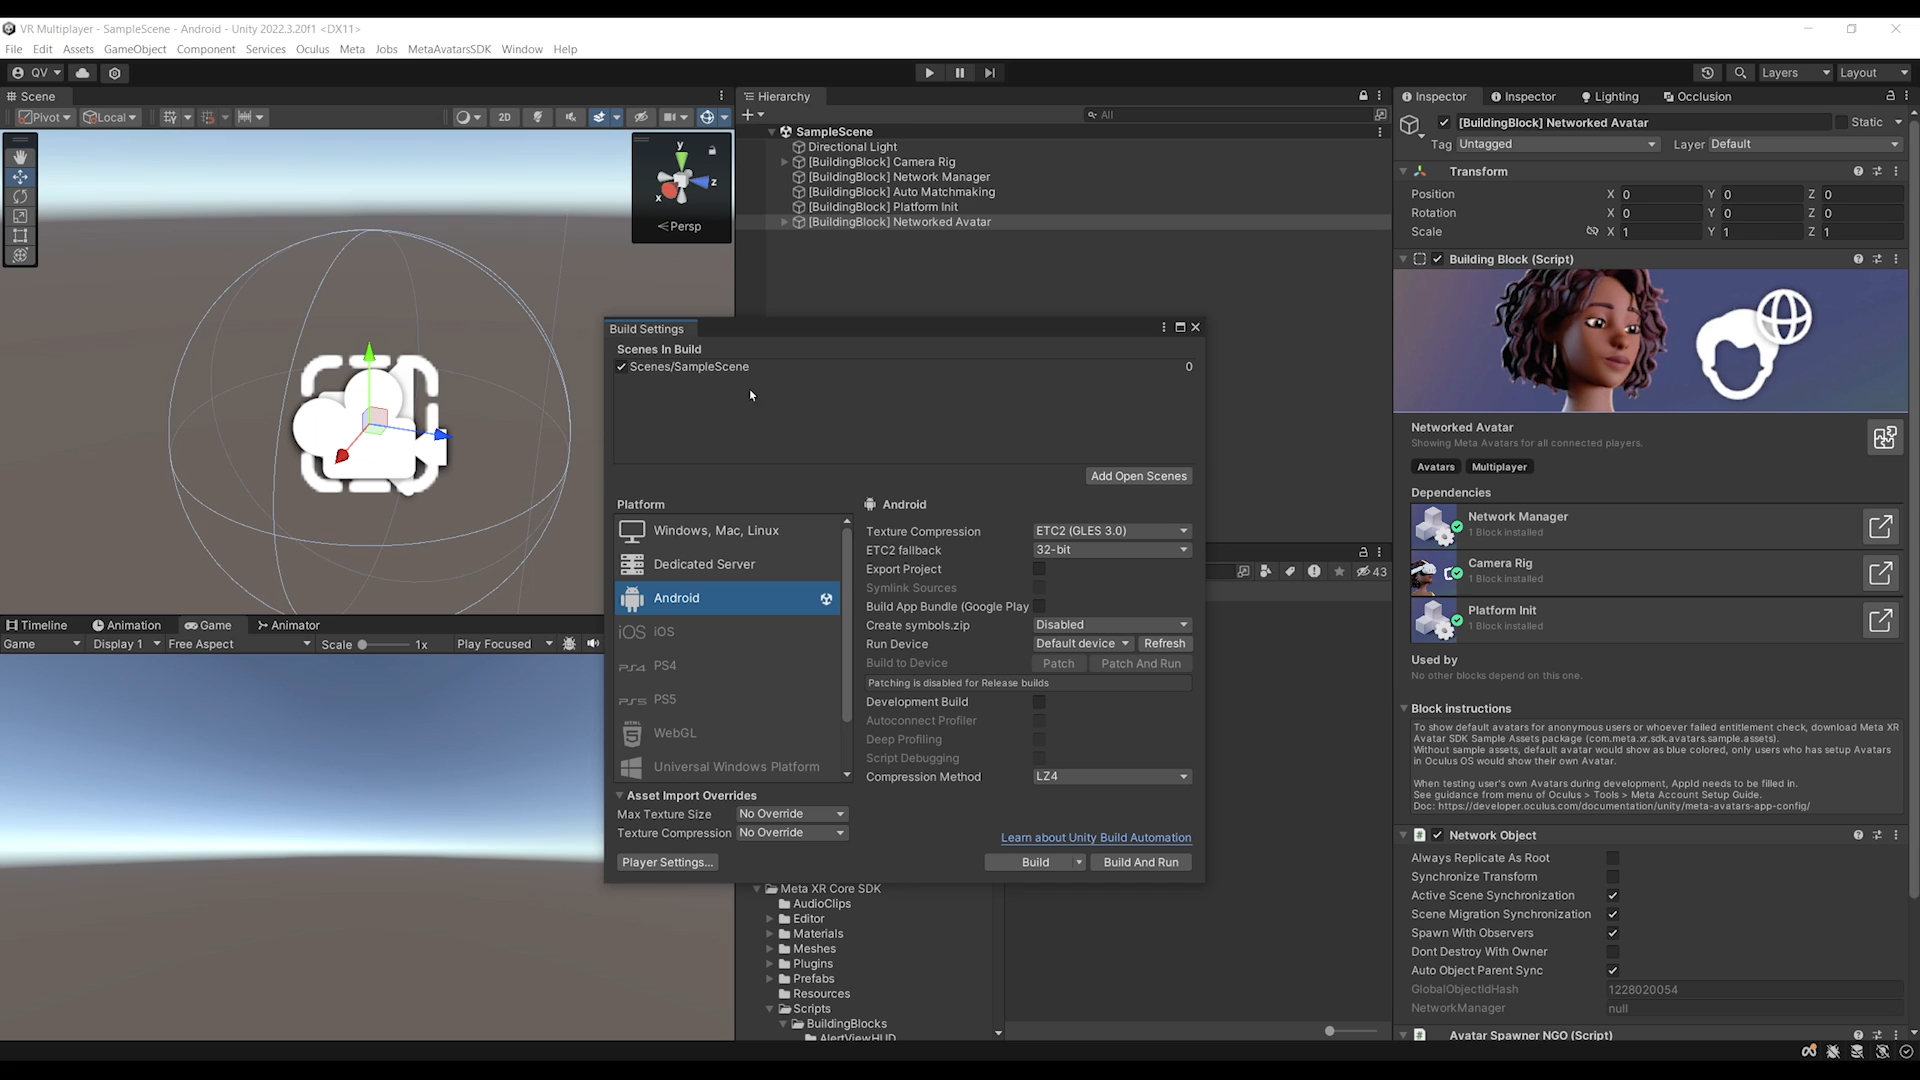 VR Multiplayer - SampleScene - Android - Unity 2022.3.20f1 <DX11>
File Edit Assets GameObject Component Services Oculus Meta Jobs MetaAvatarsSDK Window Help
QV Layers Layout
Scene
Pivot Local 2D
y
z
x
Persp
Hierarchy
All
SampleScene
Directional Light
[BuildingBlock] Camera Rig
[BuildingBlock] Network Manager
[BuildingBlock] Auto Matchmaking
[BuildingBlock] Platform Init
[BuildingBlock] Networked Avatar
Build Settings
Scenes In Build
Scenes/SampleScene 0
Add Open Scenes
Platform
Windows, Mac, Linux
Dedicated Server
Android
iOS iOS
PS4 PS4
PS5 PS5
HTML 5 WebGL
Universal Windows Platform
Android
Texture Compression ETC2 (GLES 3.0)
ETC2 fallback 32-bit
Export Project
Symlink Sources
Build App Bundle (Google Play
Create symbols.zip Disabled
Run Device Default device Refresh
Build to Device Patch Patch And Run
Patching is disabled for Release builds
Development Build
Autoconnect Profiler
Deep Profiling
Script Debugging
Compression Method LZ4
Asset Import Overrides
Max Texture Size No Override
Texture Compression No Override
Learn about Unity Build Automation
Player Settings... Build Build And Run
43
Timeline Animation Game Animator
Game Display 1 Free Aspect Scale 1x Play Focused
Meta XR Core SDK
AudioClips
Editor
Materials
Meshes
Plugins
Prefabs
Resources
Scripts
BuildingBlocks
AlertViewHUD
Inspector Inspector Lighting Occlusion
[BuildingBlock] Networked Avatar Static
Tag Untagged Layer Default
Transform
Position X 0 Y 0 Z 0
Rotation X 0 Y 0 Z 0
Scale X 1 Y 1 Z 1
Building Block (Script)
Networked Avatar
Showing Meta Avatars for all connected players.
Avatars Multiplayer
Dependencies
Network Manager
1 Block installed
Camera Rig
1 Block installed
Platform Init
1 Block installed
Used by
No other blocks depend on this one.
Block instructions
To show default avatars for anonymous users or whoever failed entitlement check, download Meta XR
Avatar SDK Sample Assets package (com.meta.xr.sdk.avatars.sample.assets).
Without sample assets, default avatar would show as blue colored, only users who has setup Avatars
in Oculus OS would show their own Avatar.
When testing user's own Avatars during development, AppId needs to be filled in.
See guidance from menu of Oculus > Tools > Meta Account Setup Guide.
Doc: https://developer.oculus.com/documentation/unity/meta-avatars-app-config/
Network Object
Always Replicate As Root
Synchronize Transform
Active Scene Synchronization
Scene Migration Synchronization
Spawn With Observers
Dont Destroy With Owner
Auto Object Parent Sync
GlobalObjectIdHash 1228020054
NetworkManager null
Avatar Spawner NGO (Script)